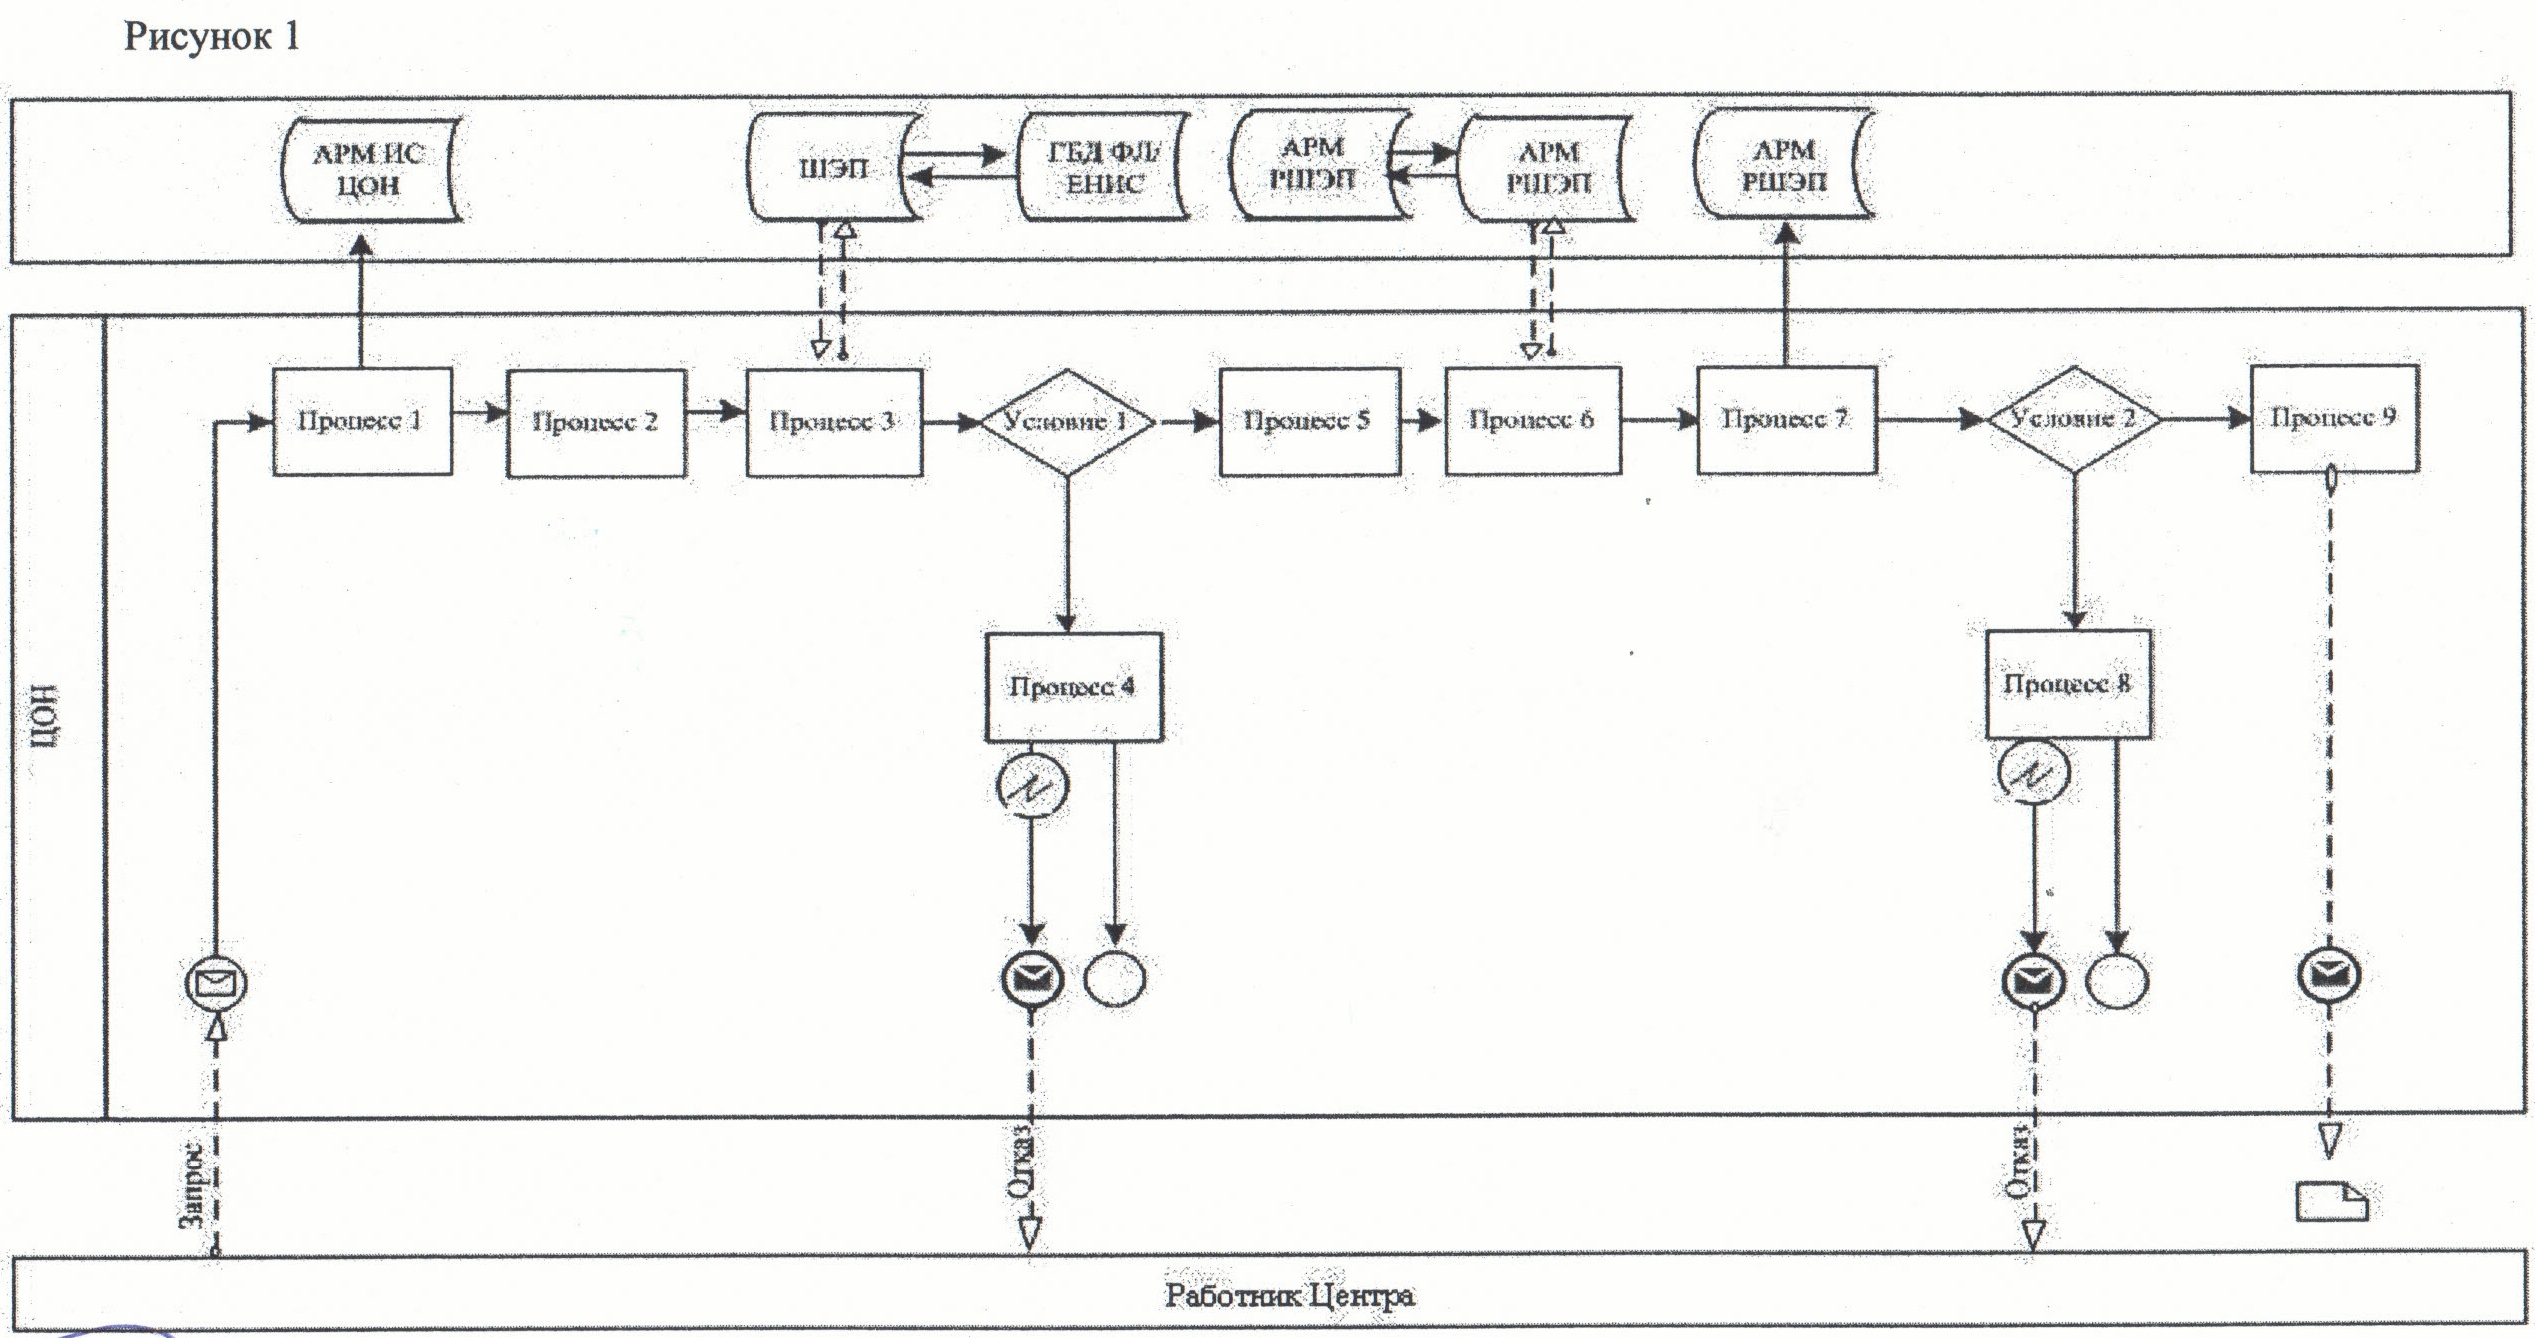 Рисунок 1
АРМ ИС
ЦОН
ШЭП
ГБД ФЛ/
ЕНИС
АРМ
РШЭП
АРМ
РШЭП
АРМ
РШЭП
ЦОН
Процесс 1
Процесс 2
Процесс 3
Условие 1
Процесс 5
Процесс 6
Процесс 7
Условие 2
Процесс 9
Процесс 4
Процесс 8
Запрос
Отказ
Отказ
Работник Центра